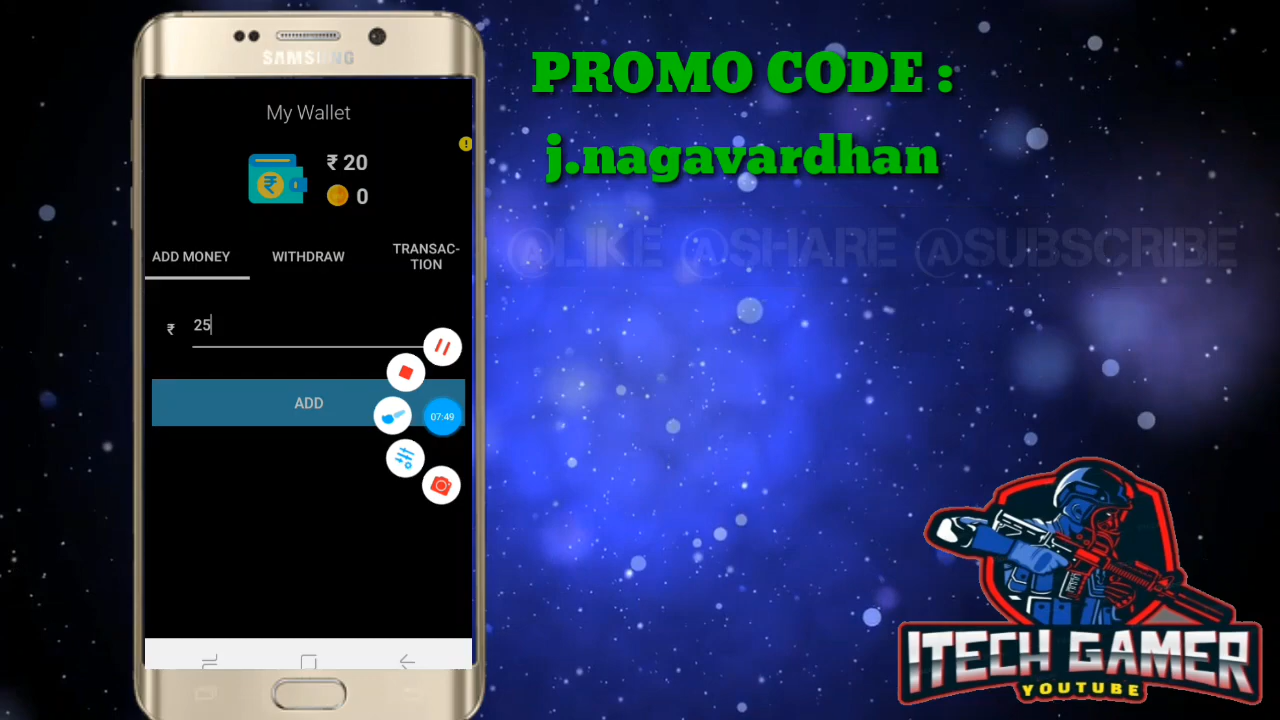 PROMO CODE :
j.nagavardhan
@LIKE @SHARE @SUBSCRIBE
SAMSUNG
My Wallet
₹ 20
0
ADD MONEY
WITHDRAW
TRANSAC-
TION
₹ 25
ADD
07:49
ITECH GAMER
YOUTUBE